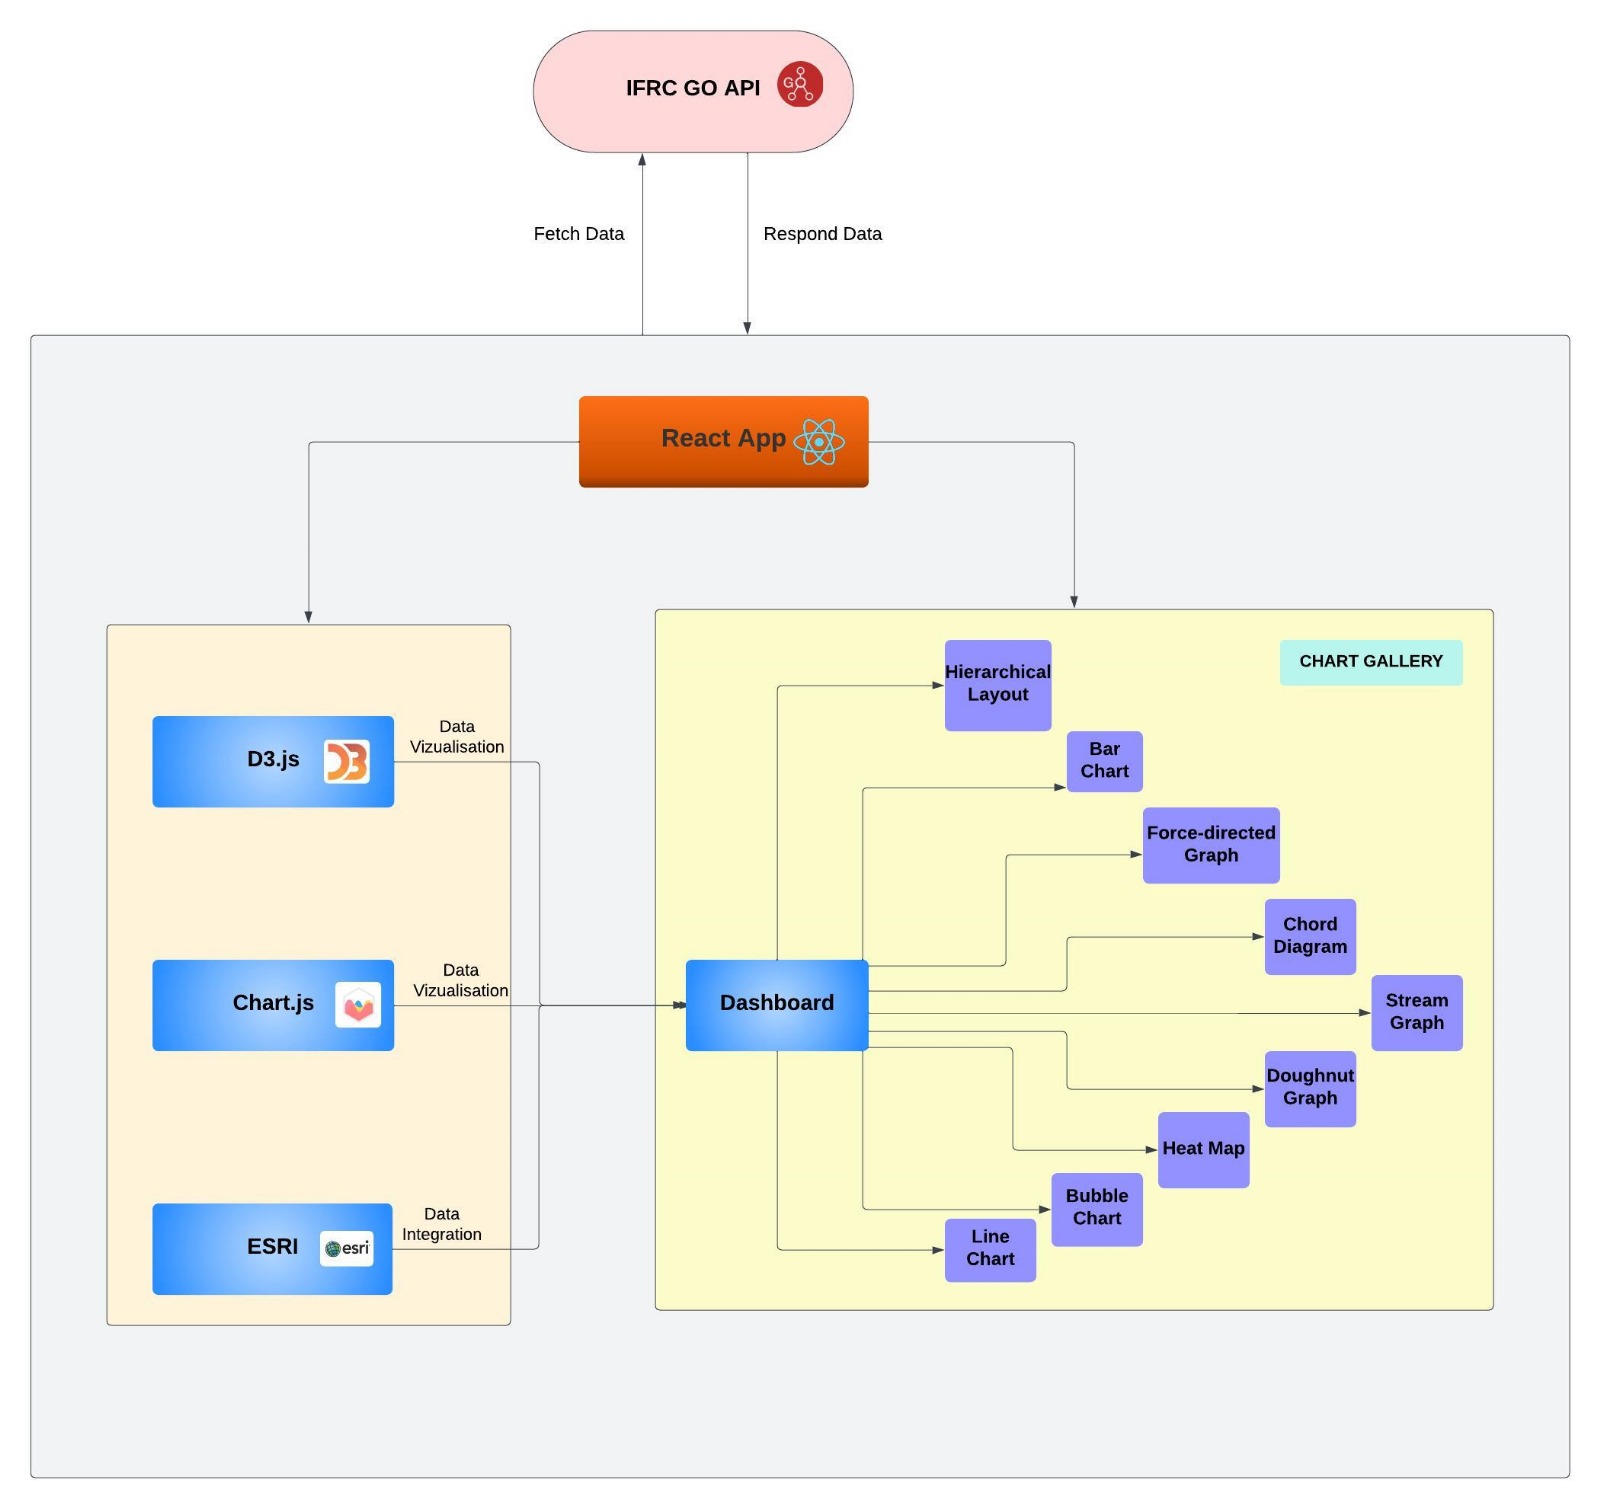 IFRC GO API
G
Fetch Data
Respond Data
React App
CHART GALLERY
Hierarchical
Layout
Data
Vizualisation
D3.js
Bar
Chart
Force-directed
Graph
Chord
Diagram
Data
Vizualisation
Chart.js
Dashboard
Stream
Graph
Doughnut
Graph
Heat Map
Bubble
Chart
Data
Integration
ESRI
esri
Line
Chart